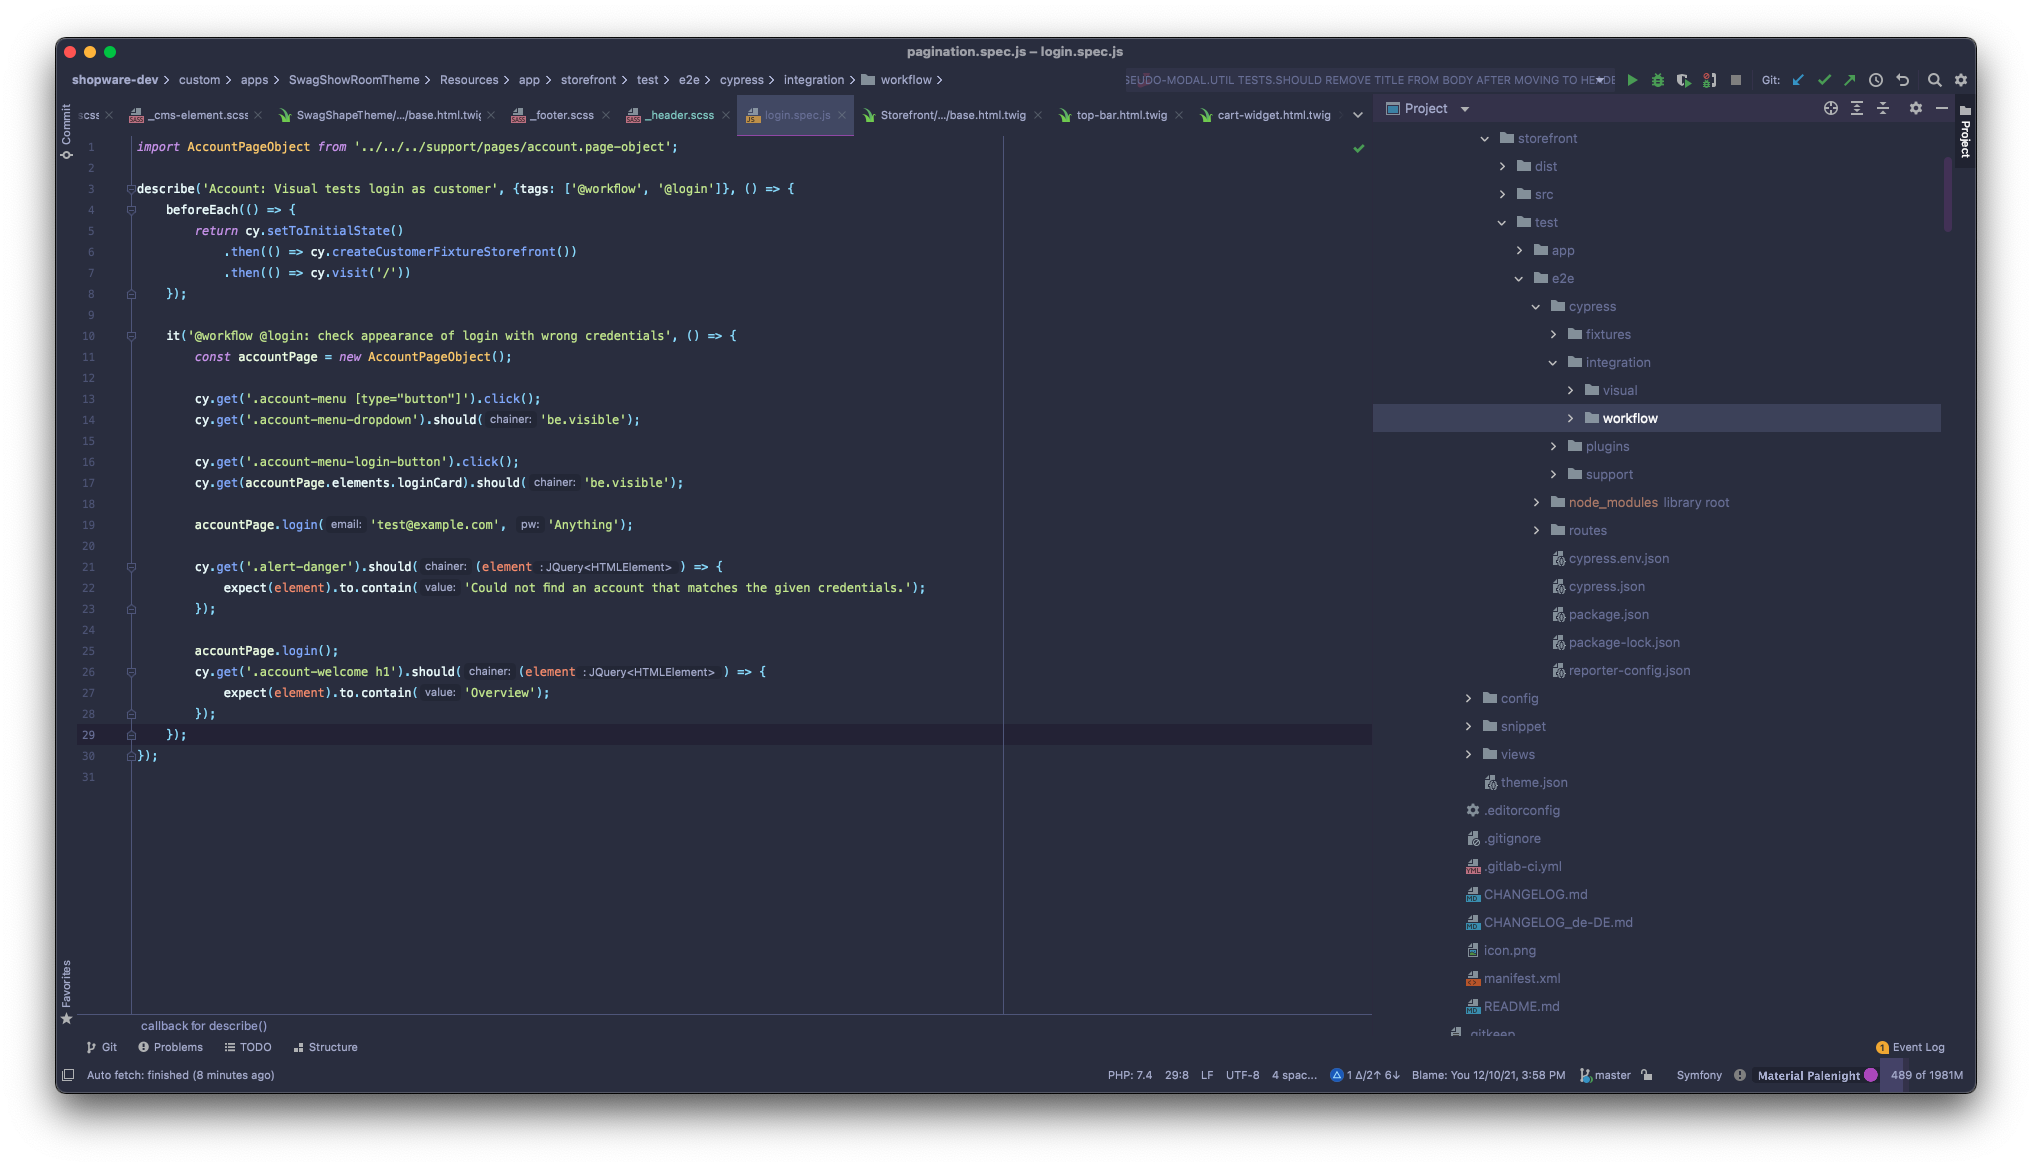 pagination.spec.js – login.spec.js
shopware-dev > custom > apps > SwagShowRoomTheme > Resources > app > storefront > test > e2e > cypress > integration > workflow >
SEUDO-MODAL.UTIL TESTS.SHOULD REMOVE TITLE FROM BODY AFTER MOVING TO HEADE
Git:
scss _cms-element.scss SwagShapeTheme/.../base.html.twig _footer.scss _header.scss login.spec.js Storefront/.../base.html.twig top-bar.html.twig cart-widget.html.twig
Commit
Favorites
1 import AccountPageObject from '../../../support/pages/account.page-object';
2
3 describe('Account: Visual tests login as customer', {tags: ['@workflow', '@login']}, () => {
4 beforeEach(() => {
5 return cy.setToInitialState()
6 .then(() => cy.createCustomerFixtureStorefront())
7 .then(() => cy.visit('/'))
8 });
9
10 it('@workflow @login: check appearance of login with wrong credentials', () => {
11 const accountPage = new AccountPageObject();
12
13 cy.get('.account-menu [type="button"]').click();
14 cy.get('.account-menu-dropdown').should( chainer: 'be.visible');
15
16 cy.get('.account-menu-login-button').click();
17 cy.get(accountPage.elements.loginCard).should( chainer: 'be.visible');
18
19 accountPage.login( email: 'test@example.com', pw: 'Anything');
20
21 cy.get('.alert-danger').should( chainer: (element : JQuery<HTMLElement> ) => {
22 expect(element).to.contain( value: 'Could not find an account that matches the given credentials.');
23 });
24
25 accountPage.login();
26 cy.get('.account-welcome h1').should( chainer: (element : JQuery<HTMLElement> ) => {
27 expect(element).to.contain( value: 'Overview');
28 });
29 });
30 });
31
callback for describe()
Project
Project
storefront
dist
src
test
app
e2e
cypress
fixtures
integration
visual
workflow
plugins
support
node_modules library root
routes
cypress.env.json
cypress.json
package.json
package-lock.json
reporter-config.json
config
snippet
views
theme.json
.editorconfig
.gitignore
.gitlab-ci.yml
CHANGELOG.md
CHANGELOG_de-DE.md
icon.png
manifest.xml
README.md
.gitkeep
Git Problems TODO Structure
1 Event Log
Auto fetch: finished (8 minutes ago)
PHP: 7.4 29:8 LF UTF-8 4 spac... 1 Δ/2↑ 6↓ Blame: You 12/10/21, 3:58 PM master Symfony Material Palenight 489 of 1981M